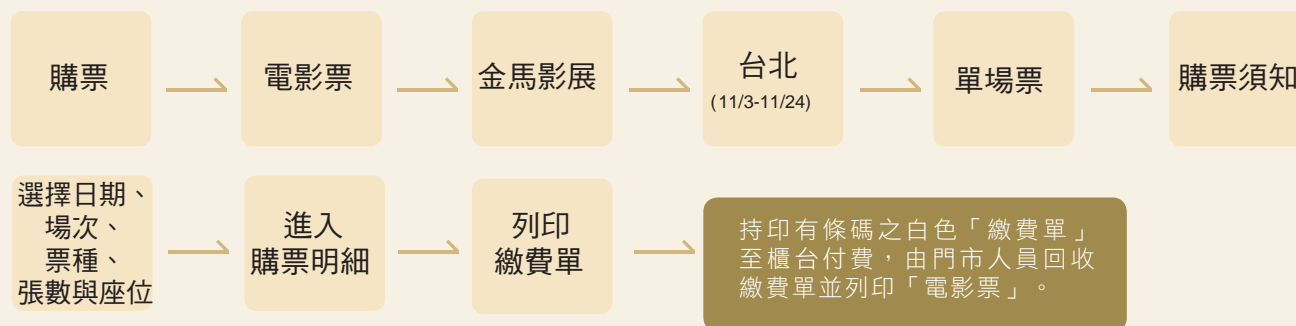 購票
電影票
金馬影展
台北
(11/3-11/24)
單場票
購票須知
選擇日期、
場次、
票種、
張數與座位
進入
購票明細
列印
繳費單
持印有條碼之白色「繳費單」
至櫃台付費，由門市人員回收
繳費單並列印「電影票」。